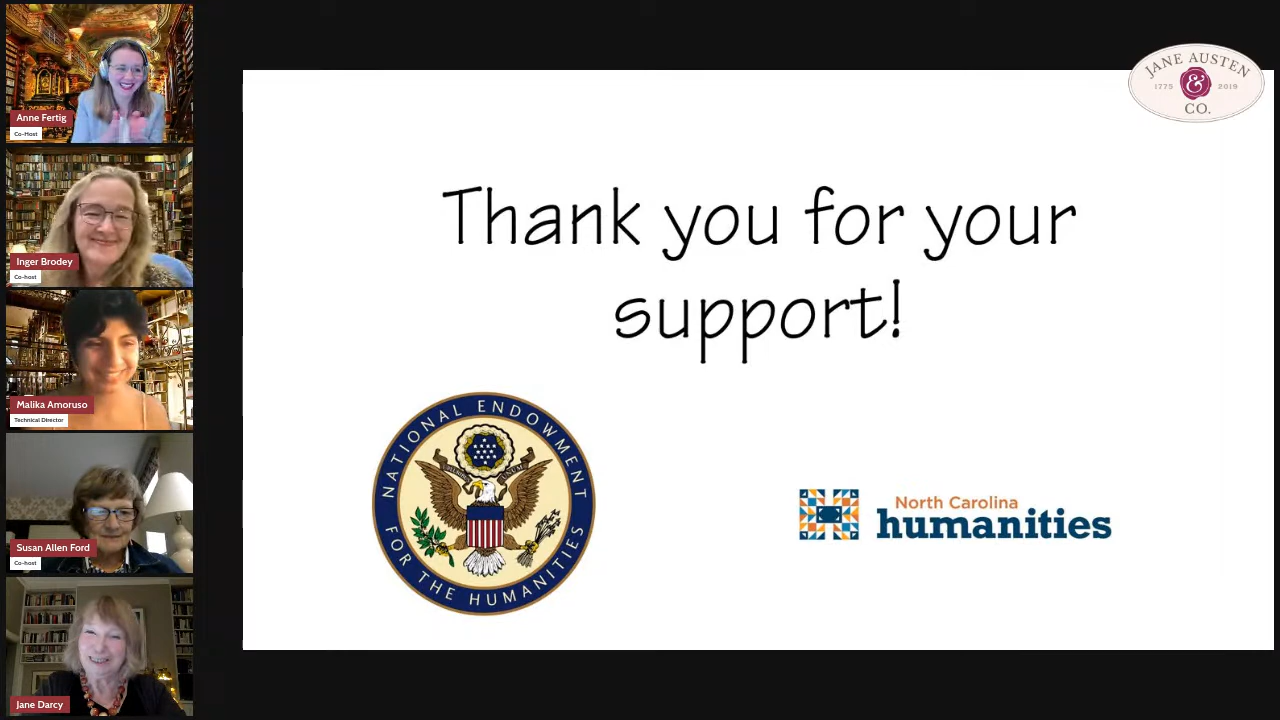 Anne Fertig
Co-Host
Inger Brodey
Co-host
Malika Amoruso
Technical Director
Susan Allen Ford
Co-host
Jane Darcy
JANE AUSTEN
1775 & 2019
CO.
Thank you for your
support!
NATIONAL ENDOWMENT
FOR THE HUMANITIES
North Carolina
humanities